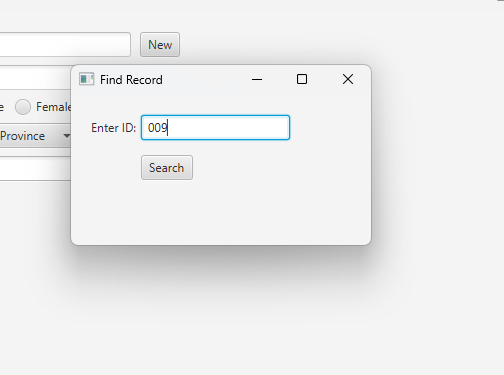 New
Find Record
Enter ID: 009
Female
Province
Search